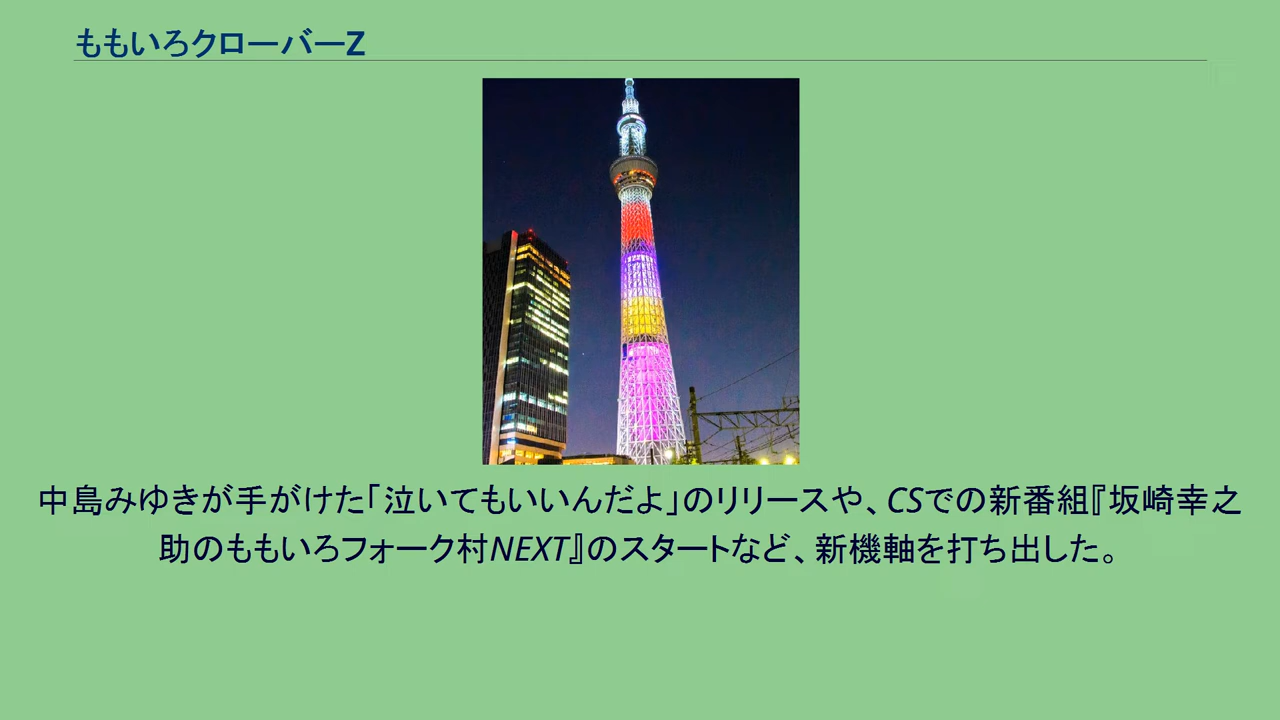 ももいろクローバーZ
中島みゆきが手がけた「泣いてもいいんだよ」のリリースや、CSでの新番組『坂崎幸之
助のももいろフォーク村NEXT』のスタートなど、新機軸を打ち出した。